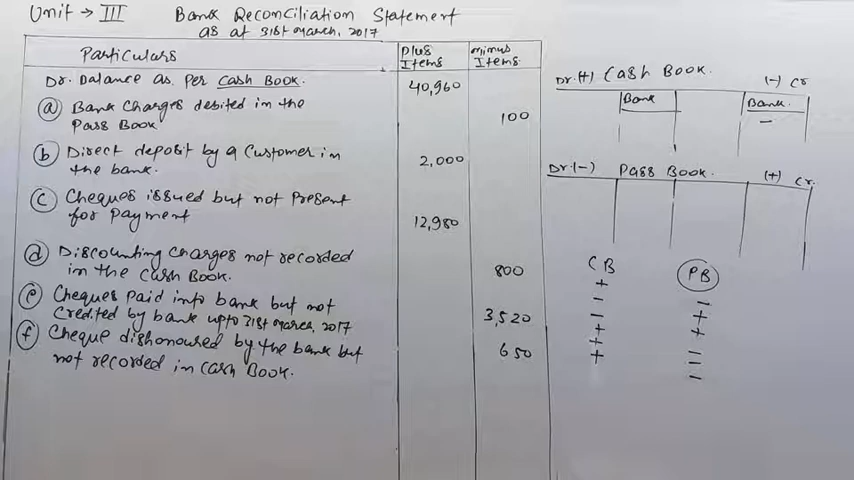 Unit → III Bank Reconciliation Statement
as at 31st March, 2017
Particulars Plus Items minus Items.
Dr. Balance as Per Cash Book. 40,960
(a) Bank Charges debited in the
Pass Book 100
(b) Direct deposit by a Customer in
the bank. 2,000
(c) Cheques issued but not Present
for Payment 12,980
(d) Discounting charges not recorded
in the Cash Book. 800
(e) Cheques paid into bank but not
credited by bank upto 31st march, 2017 3,520
(f) Cheque dishonoured by the bank but
not recorded in Cash Book. 650
Dr. (+) Cash Book. (-) Cr
Bank Bank.
–
Dr. (-) Pass Book. (+) Cr.
CB PB
+ –
– +
– +
+ –
+ –
+ –